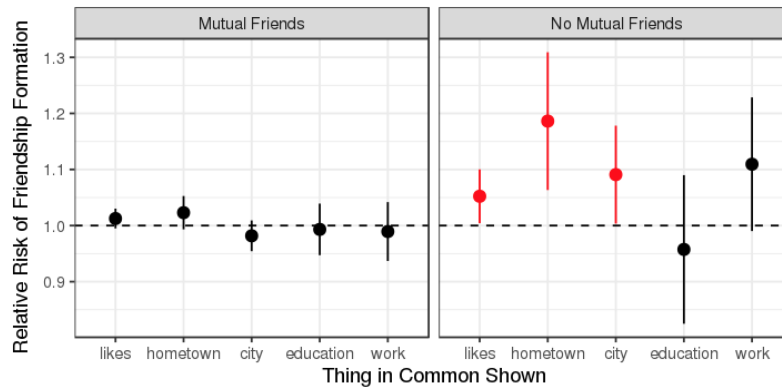 Mutual Friends
No Mutual Friends
Relative Risk of Friendship Formation
1.3
1.2
1.1
1.0
0.9
likes hometown city education work
likes hometown city education work
Thing in Common Shown